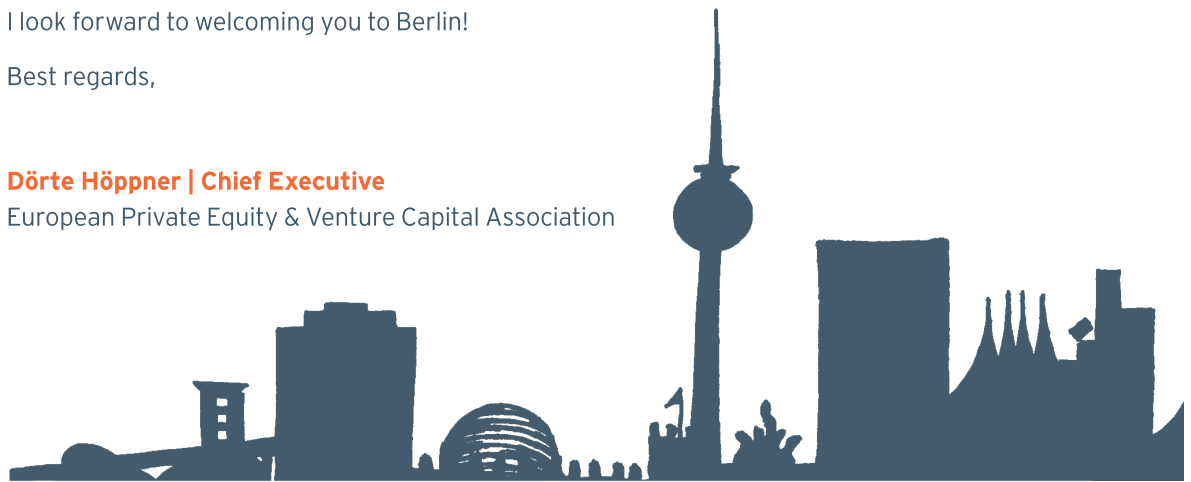 I look forward to welcoming you to Berlin!
Best regards,
Dörte Höppner | Chief Executive
European Private Equity & Venture Capital Association